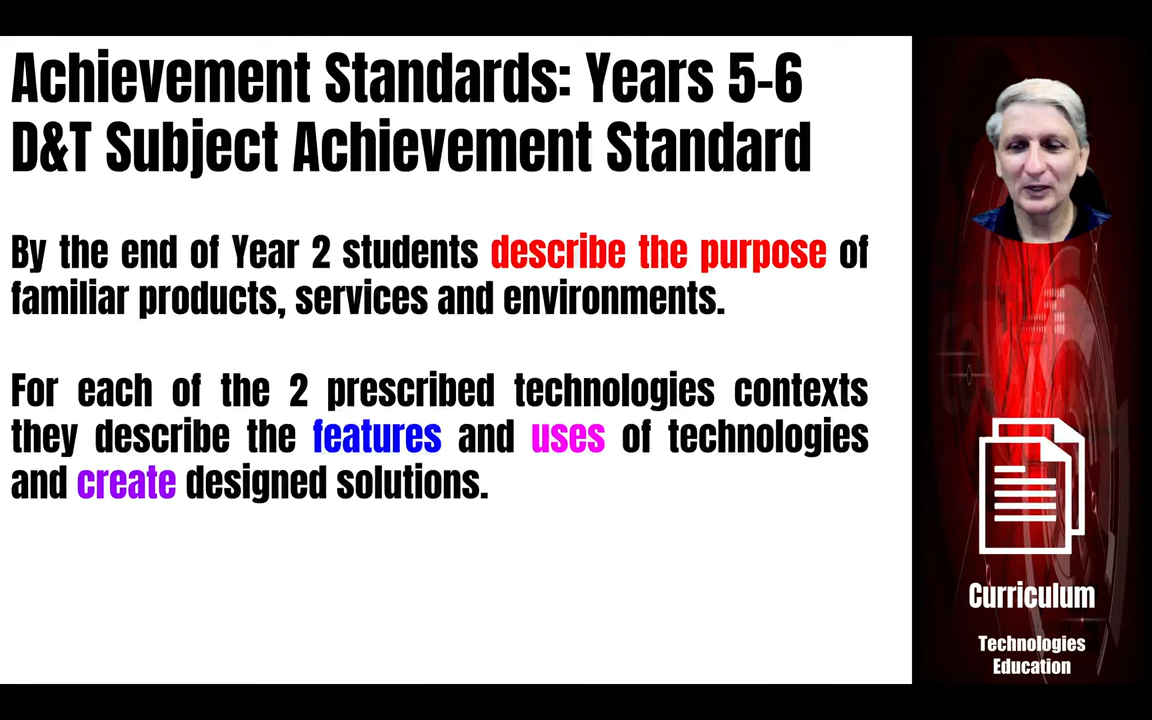 Achievement Standards: Years 5-6
D&T Subject Achievement Standard
By the end of Year 2 students describe the purpose of
familiar products, services and environments.
For each of the 2 prescribed technologies contexts
they describe the features and uses of technologies
and create designed solutions.
Curriculum
Technologies
Education